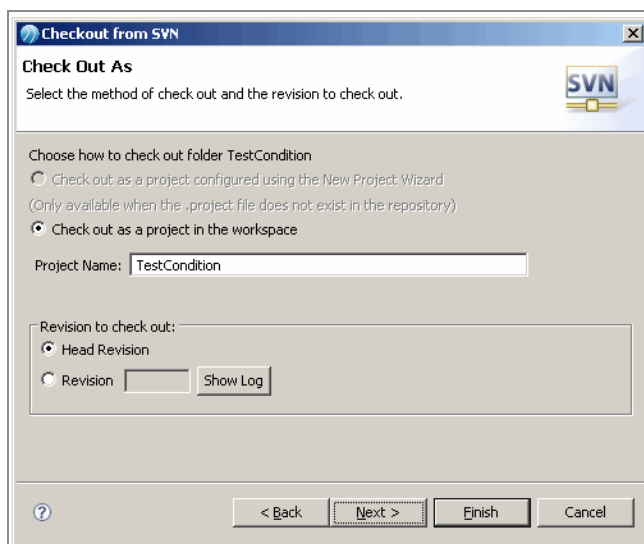 Checkout from SVN
Check Out As
Select the method of check out and the revision to check out.
SVN
Choose how to check out folder TestCondition
Check out as a project configured using the New Project Wizard
(Only available when the .project file does not exist in the repository)
Check out as a project in the workspace
Project Name: TestCondition
Revision to check out:
Head Revision
Revision Show Log
? < Back Next > Finish Cancel